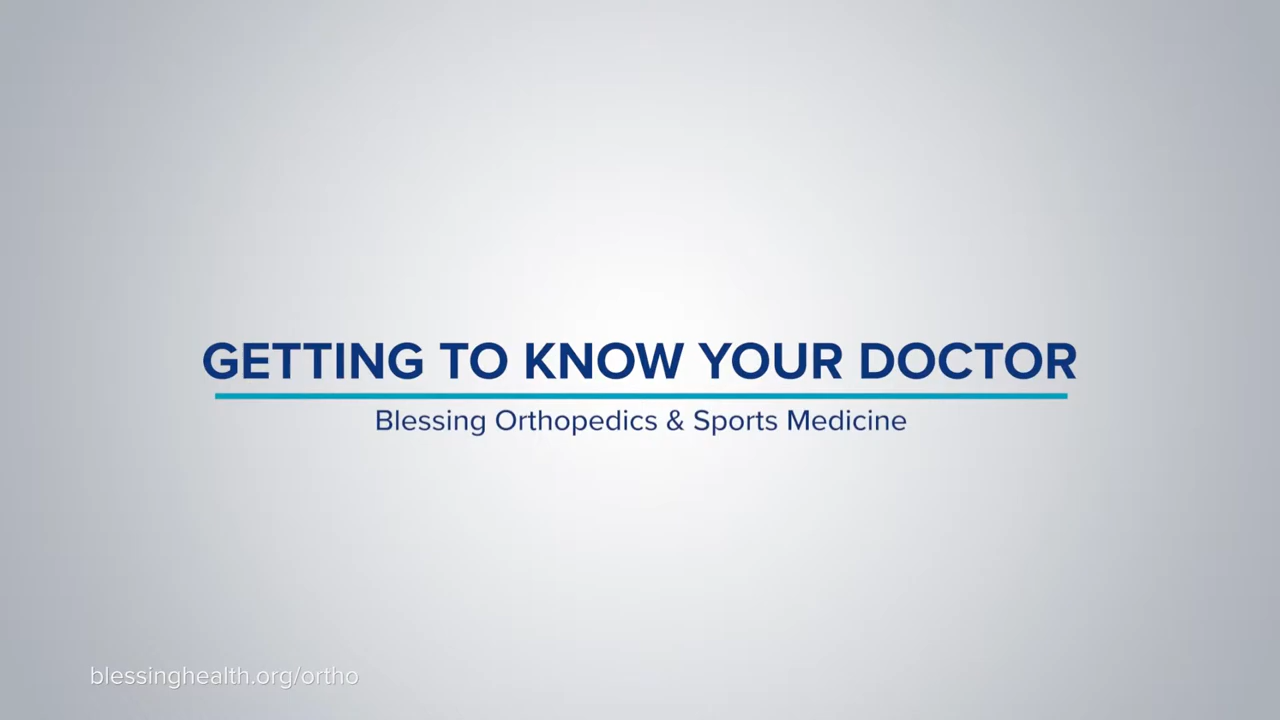 GETTING TO KNOW YOUR DOCTOR
Blessing Orthopedics & Sports Medicine
blessinghealth.org/ortho